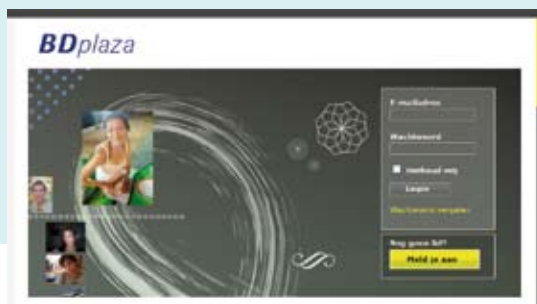 BDplaza
E-mailadres
Wachtwoord
onthoud mij
Login
Wachtwoord vergeten
Nog geen lid?
Meld je aan